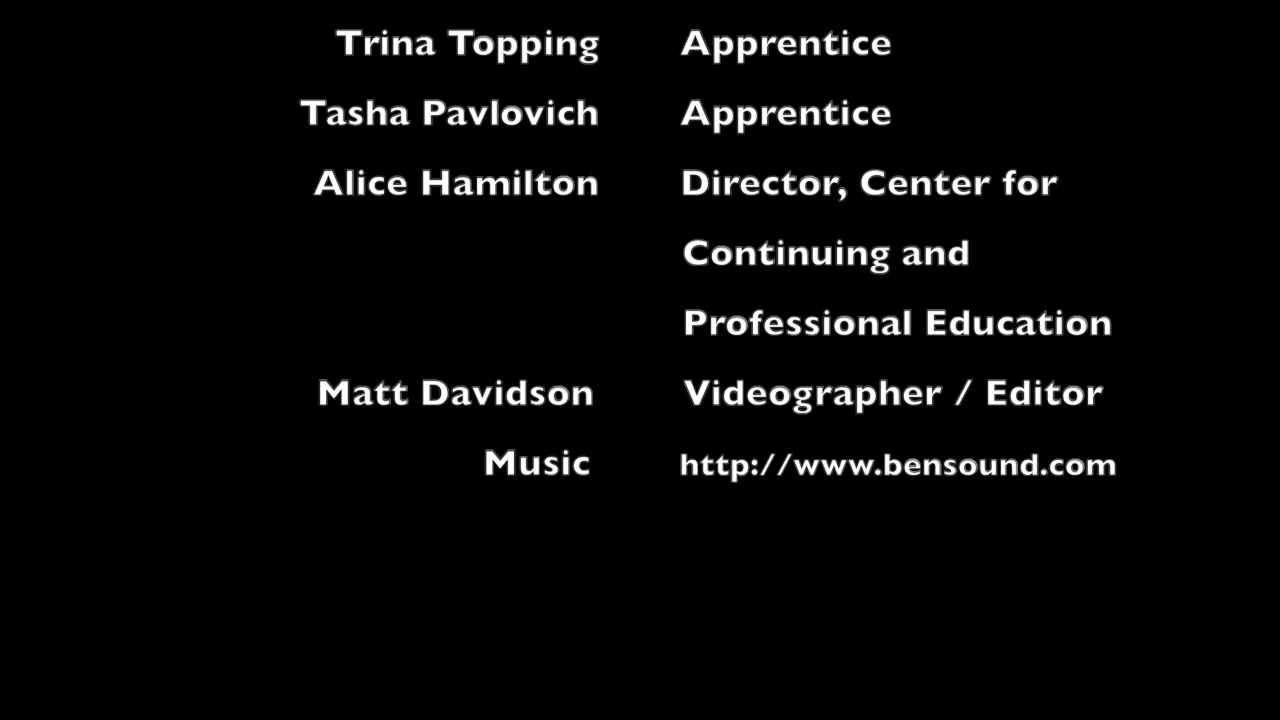 Trina Topping Apprentice
Tasha Pavlovich Apprentice
Alice Hamilton Director, Center for
Continuing and
Professional Education
Matt Davidson Videographer / Editor
Music http://www.bensound.com